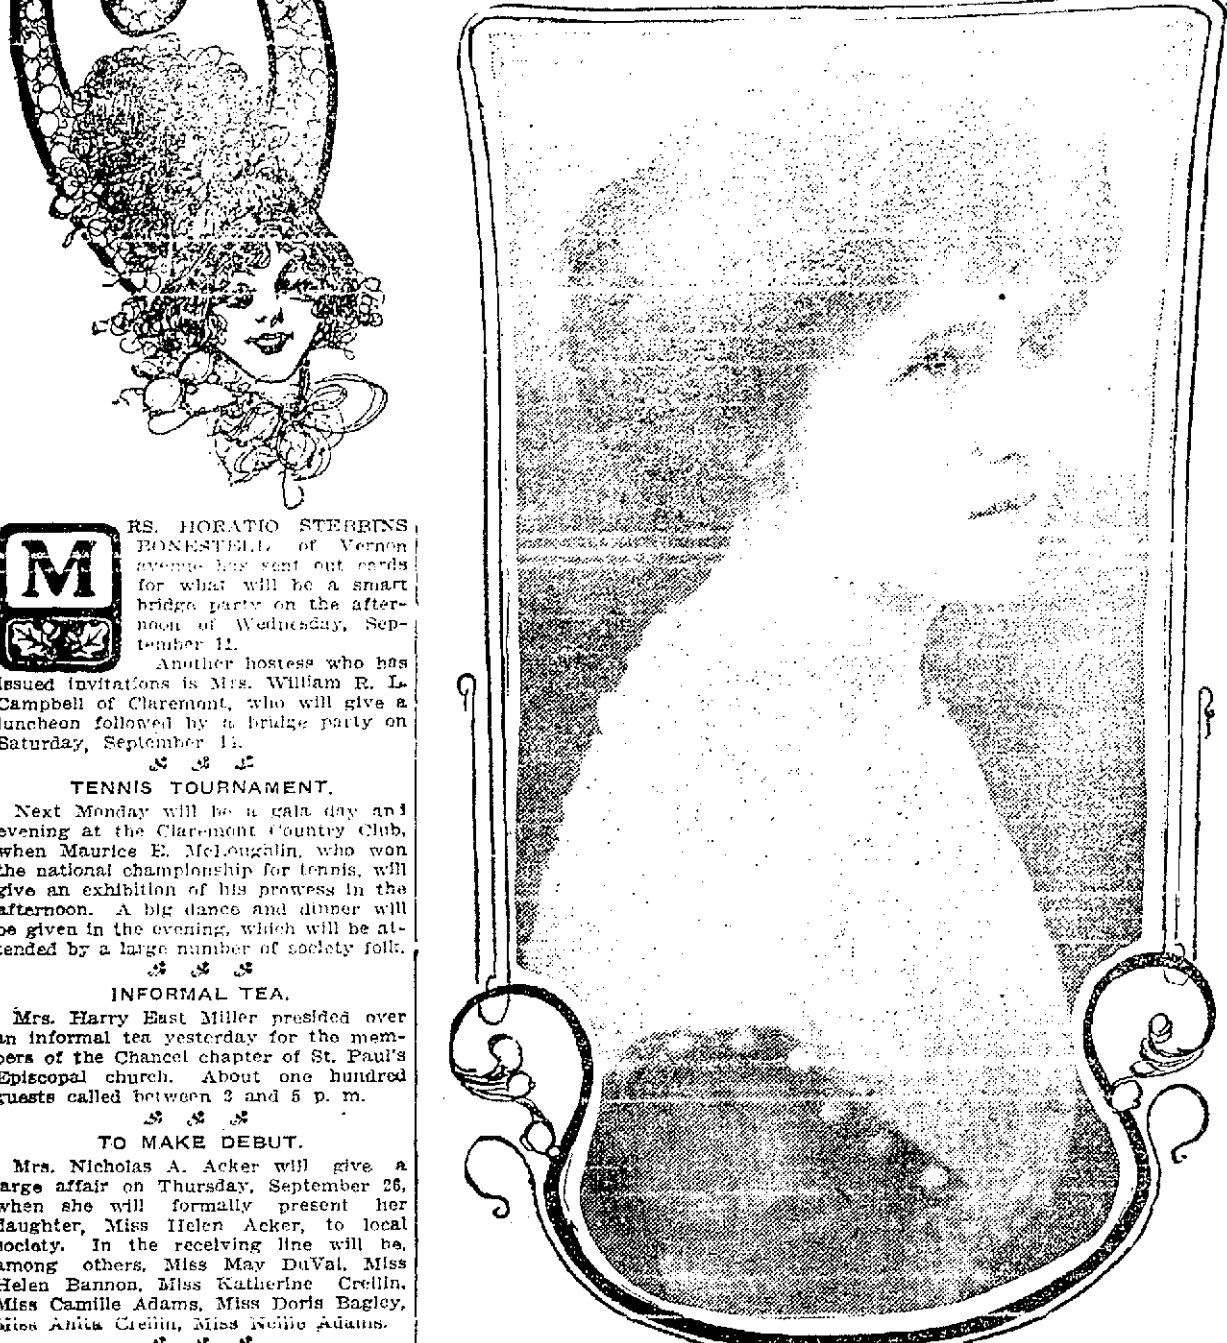 MRS. HORATIO STEBBINS
BONESTELL of Vernon
avenue has sent out cards
for what will be a smart
bridge party on the after-
noon of Wednesday, Sep-
tember 11.
Another hostess who has
issued invitations is Mrs. William R. L.
Campbell of Claremont, who will give a
luncheon followed by a bridge party on
Saturday, September
TENNIS TOURNAMENT.
Next Monday will be a gala day and
evening at the Claremont Country Club,
when Maurice E. McLoughlin, who won
the national championship for tennis, will
give an exhibition of his prowess in the
afternoon. A big dance and dinner will
be given in the evening, which will be at-
tended by a large number of society folk.
INFORMAL TEA.
Mrs. Harry East Miller presided over
an informal tea yesterday for the mem-
bers of the Chancel chapter of St. Paul's
Episcopal church. About one hundred
guests called between 3 and 5 p. m.
TO MAKE DEBUT.
Mrs. Nicholas A. Acker will give a
large affair on Thursday, September 26,
when she will formally present her
daughter, Miss Helen Acker, to local
society. In the receiving line will be,
among others, Miss May DuVal, Miss
Helen Bannon, Miss Katherine Crellin,
Miss Camille Adams, Miss Doris Bagley,
Miss Anita Crellin, Miss Nellie Adams.